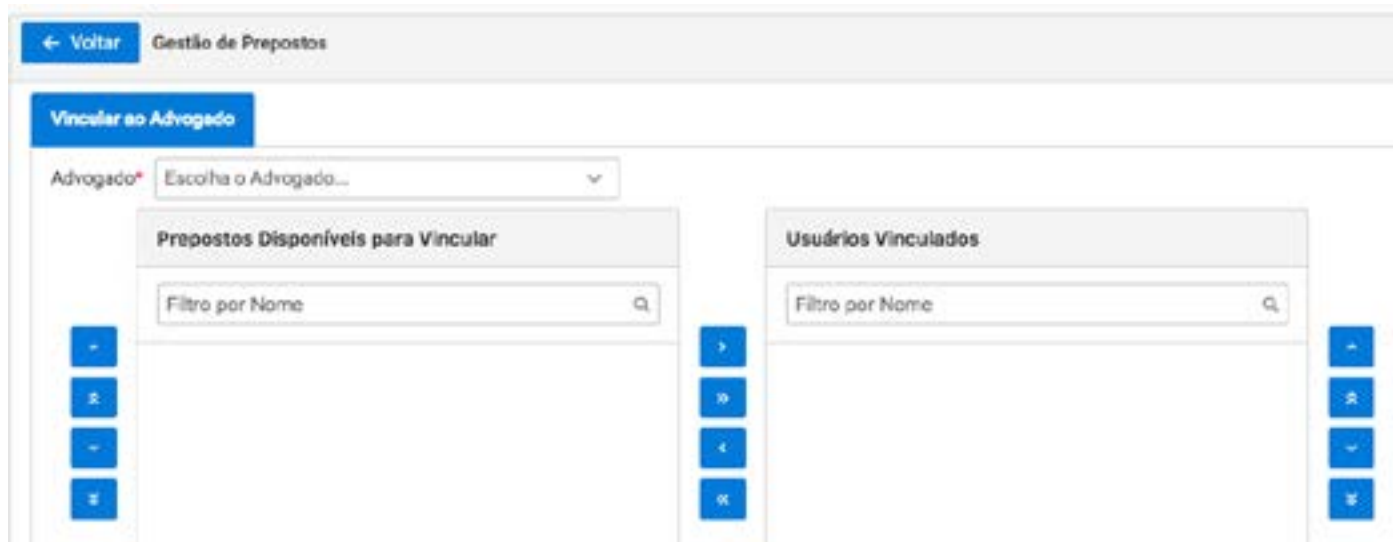 ← Voltar Gestão de Prepostos
Vincular ao Advogado
Advogado* Escolha o Advogado...
Prepostos Disponíveis para Vincular
Filtro por Nome
Usuários Vinculados
Filtro por Nome